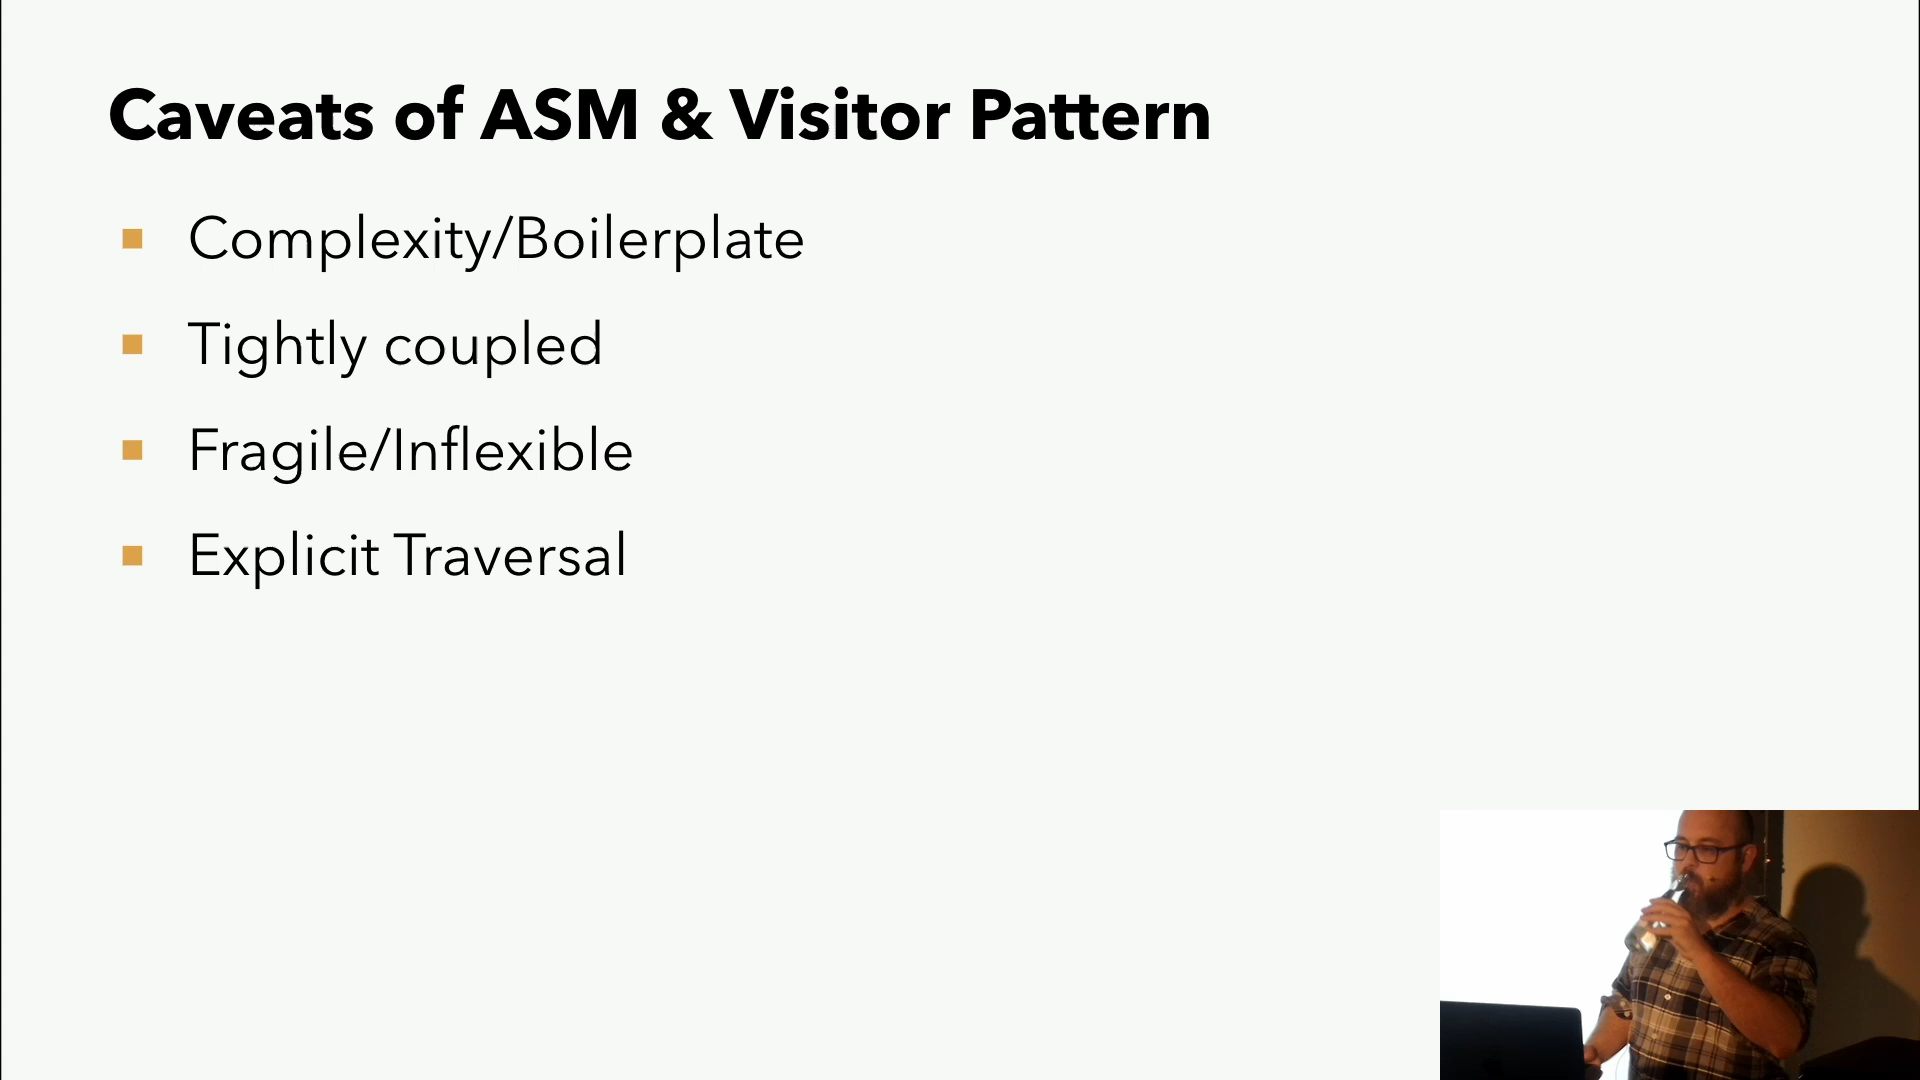 Caveats of ASM & Visitor Pattern
Complexity/Boilerplate
Tightly coupled
Fragile/Inflexible
Explicit Traversal